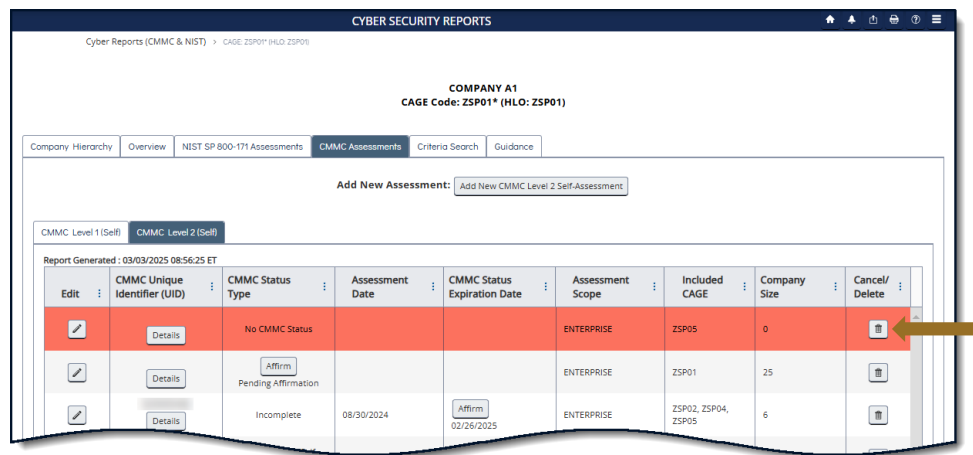 CYBER SECURITY REPORTS
Cyber Reports (CMMC & NIST) > CAGE: ZSP01* (HLO: ZSP01)
COMPANY A1
CAGE Code: ZSP01* (HLO: ZSP01)
Company Hierarchy Overview NIST SP 800-171 Assessments CMMC Assessments Criteria Search Guidance
Add New Assessment: Add New CMMC Level 2 Self-Assessment
CMMC Level 1 (Self) CMMC Level 2 (Self)
Report Generated : 03/03/2025 08:56:25 ET
Edit CMMC Unique Identifier (UID) CMMC Status Type Assessment Date CMMC Status Expiration Date Assessment Scope Included CAGE Company Size Cancel/ Delete
Details No CMMC Status ENTERPRISE ZSP05 0
Details Affirm Pending Affirmation ENTERPRISE ZSP01 25
Details Incomplete 08/30/2024 Affirm 02/26/2025 ENTERPRISE ZSP02, ZSP04, ZSP05 6